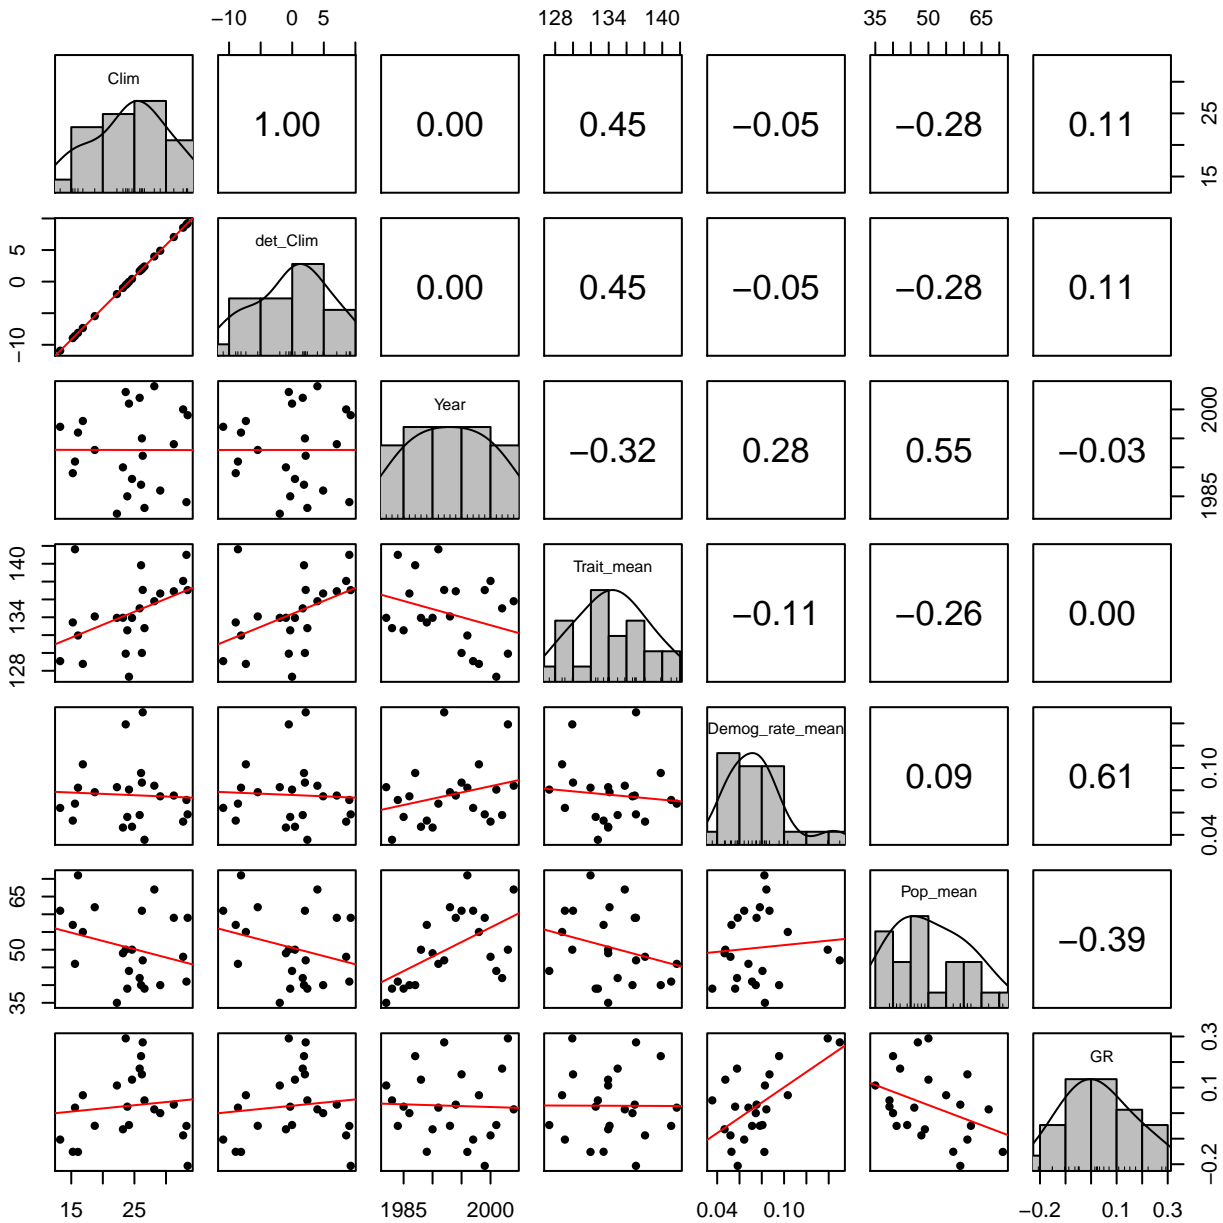 −10 0 5 128 134 140 35 50 65
Clim 1.00 0.00 0.45 −0.05 −0.28 0.11 15 25
−10 0 5 det_Clim 0.00 0.45 −0.05 −0.28 0.11
Year −0.32 0.28 0.55 −0.03 1985 2000
128 134 140 Trait_mean −0.11 −0.26 0.00
Demog_rate_mean 0.09 0.61 0.04 0.10
35 50 65 Pop_mean −0.39
GR −0.2 0.1 0.3
15 25 1985 2000 0.04 0.10 −0.2 0.1 0.3